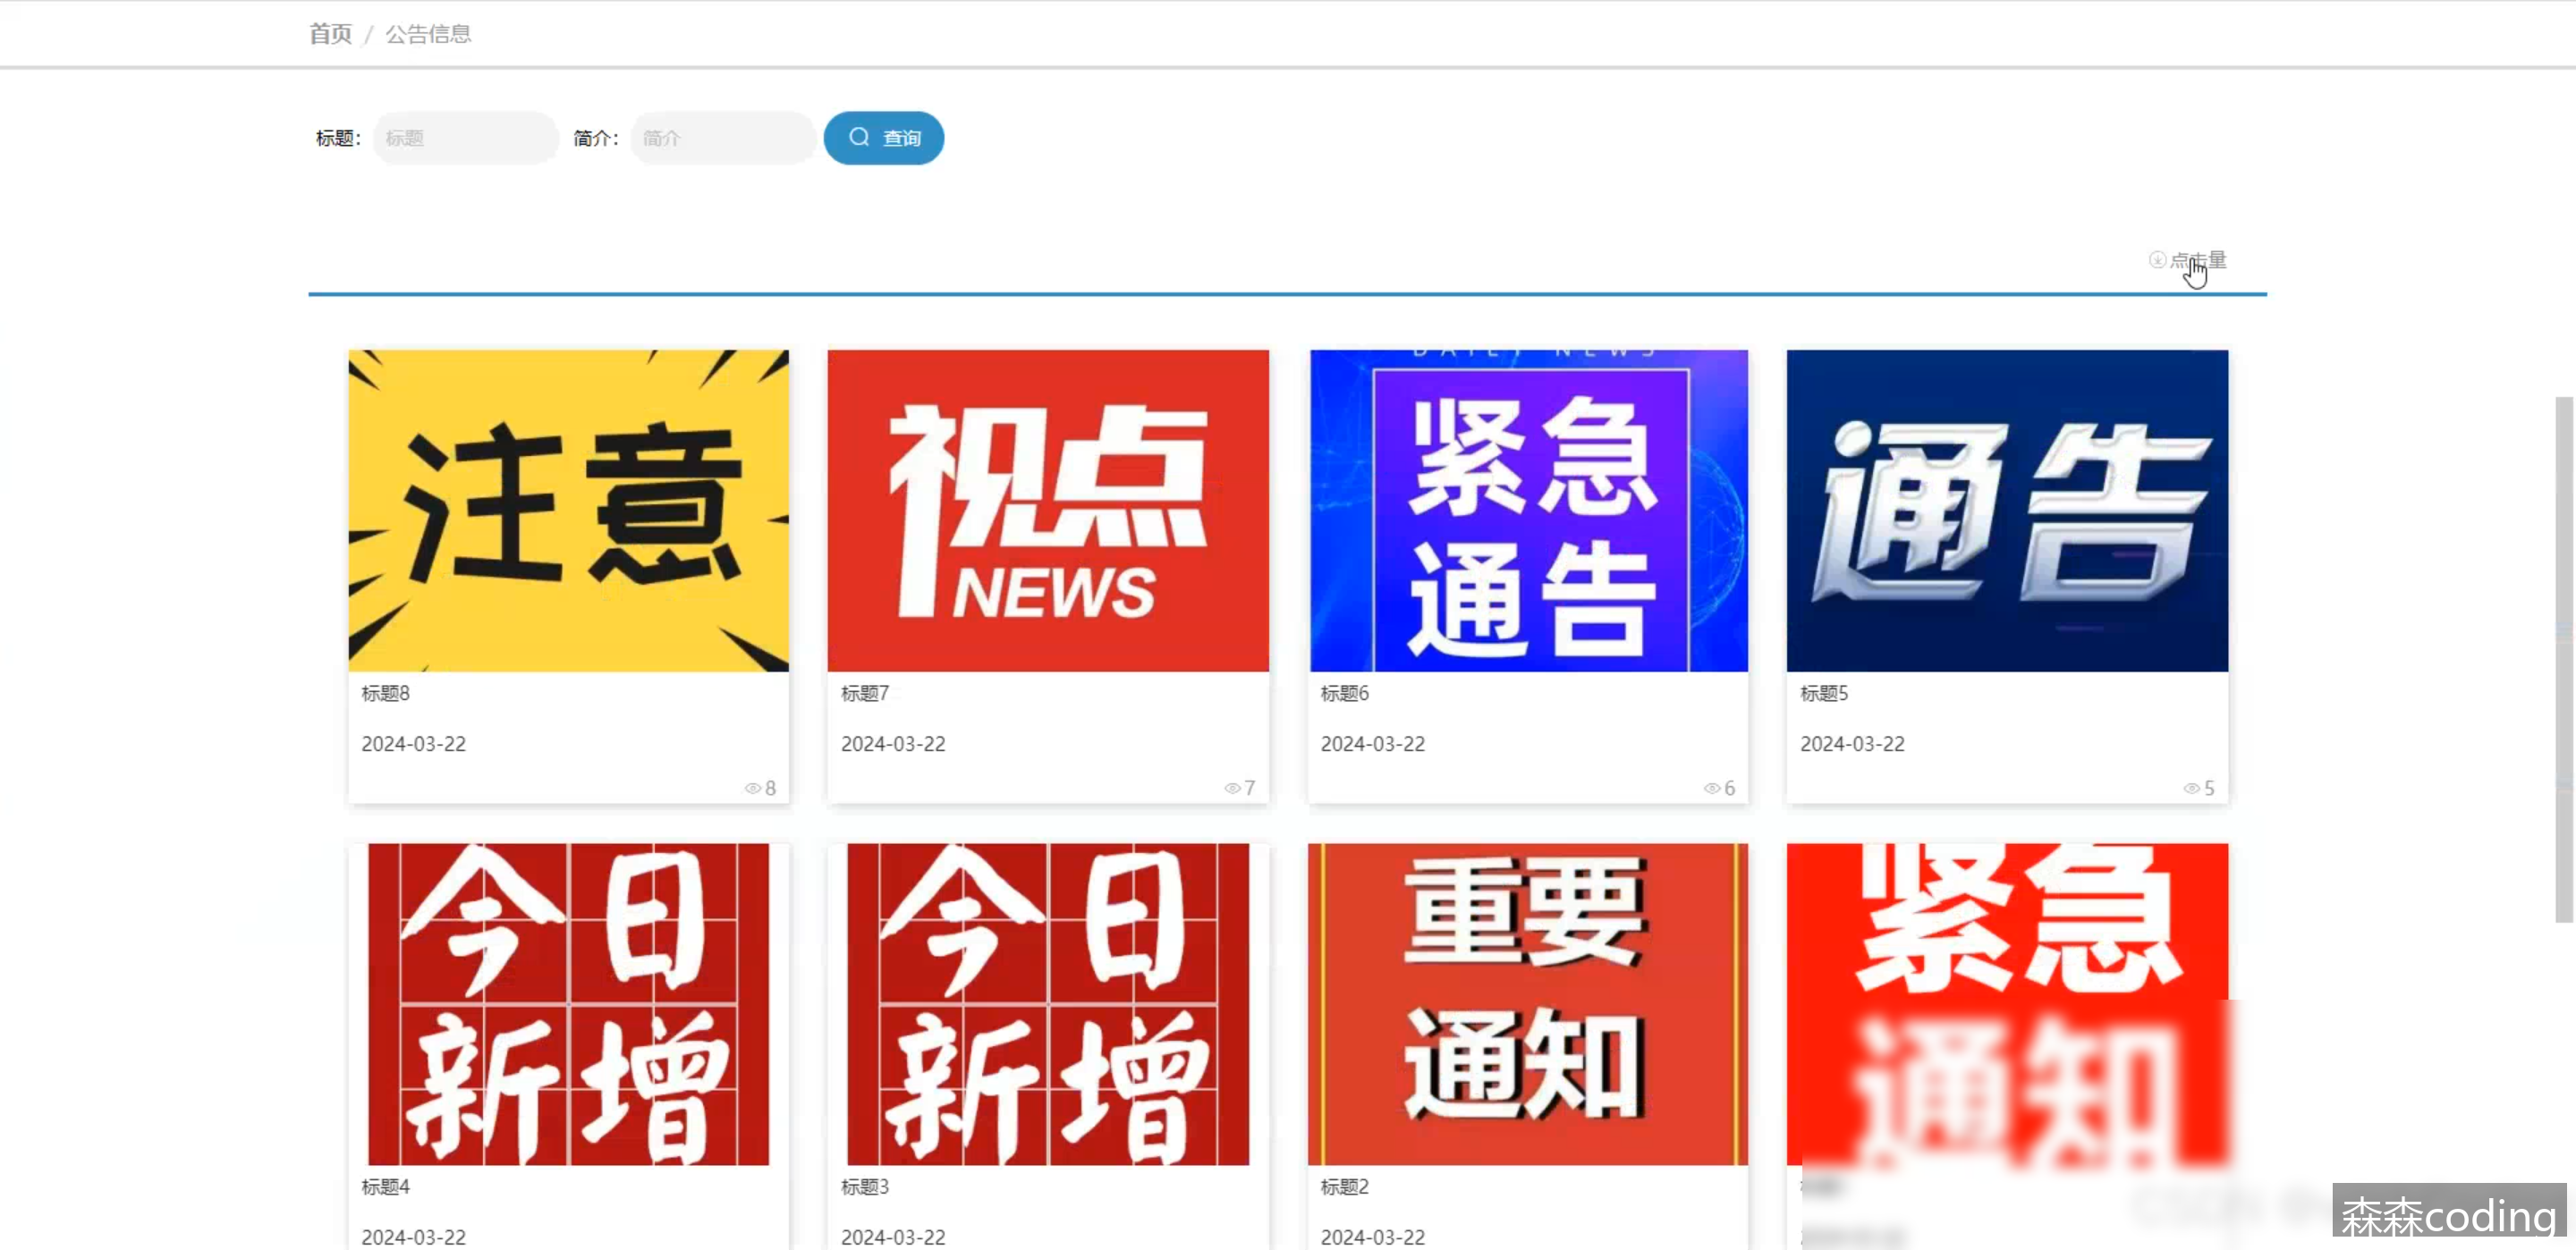 首页 / 公告信息
标题： 标题 简介： 简介 查询
点击量
DAILY NEWS
注意
视点
NEWS
紧急
通告
通告
标题8
2024-03-22
8
标题7
2024-03-22
7
标题6
2024-03-22
6
标题5
2024-03-22
5
今日
新增
今日
新增
重要
通知
紧急
通知
标题4
2024-03-22
标题3
2024-03-22
标题2
2024-03-22
森森coding